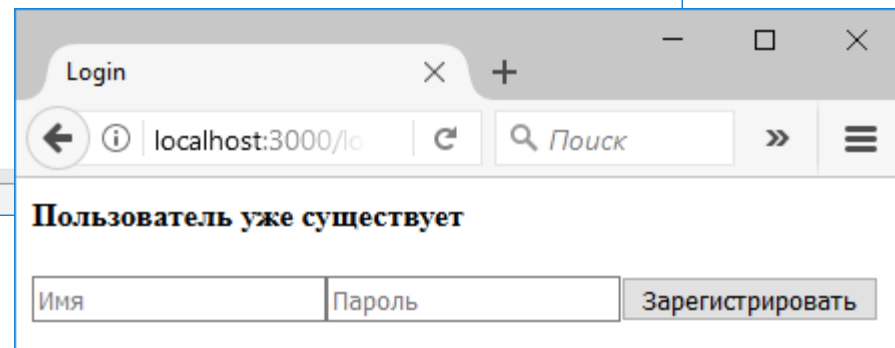 Login
localhost:3000/lo
Поиск
Пользователь уже существует
Имя Пароль Зарегистрировать